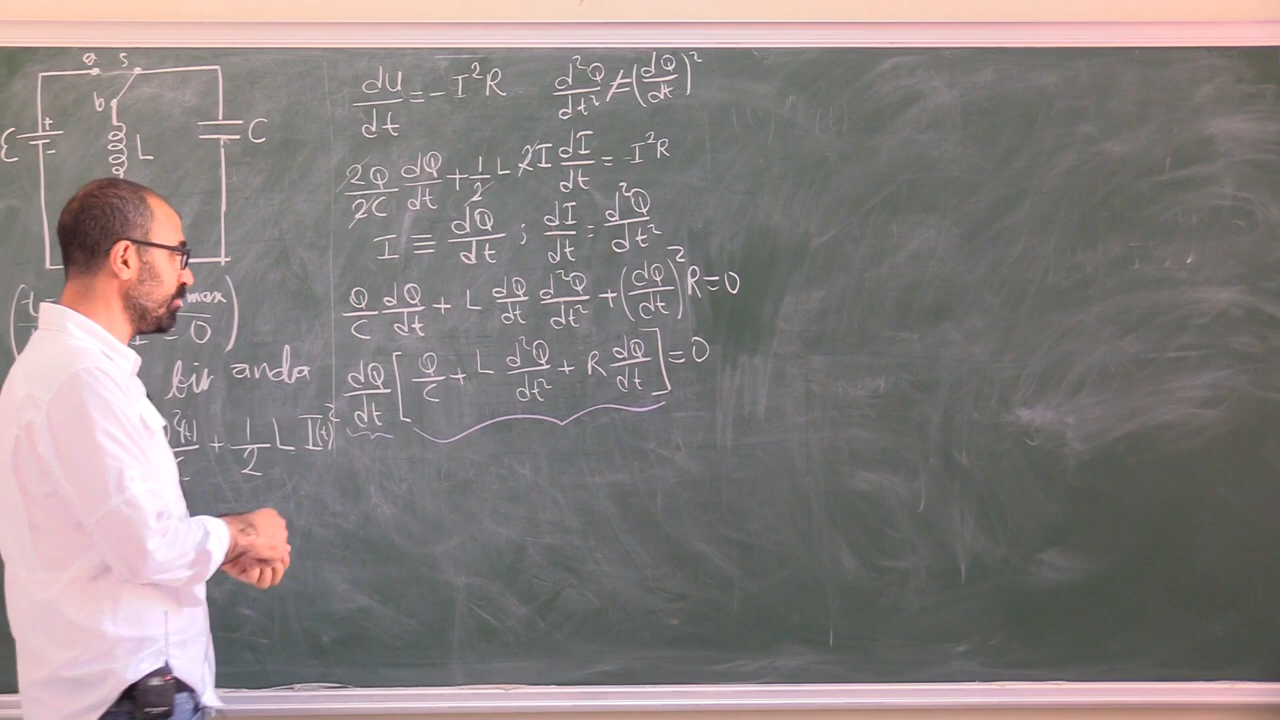 a s
b
+
ε - L C
max
= 0
bir anda
+ 1/2 L I(t)²
dU/dt = -I²R d²Q/dt² ≠ (dQ/dt)²
2Q/2C dQ/dt + 1/2 L 2I dI/dt = -I²R
I ≡ dQ/dt ; dI/dt = d²Q/dt²
Q/C dQ/dt + L dQ/dt d²Q/dt² + (dQ/dt)² R = 0
dQ/dt [Q/C + L d²Q/dt² + R dQ/dt] = 0